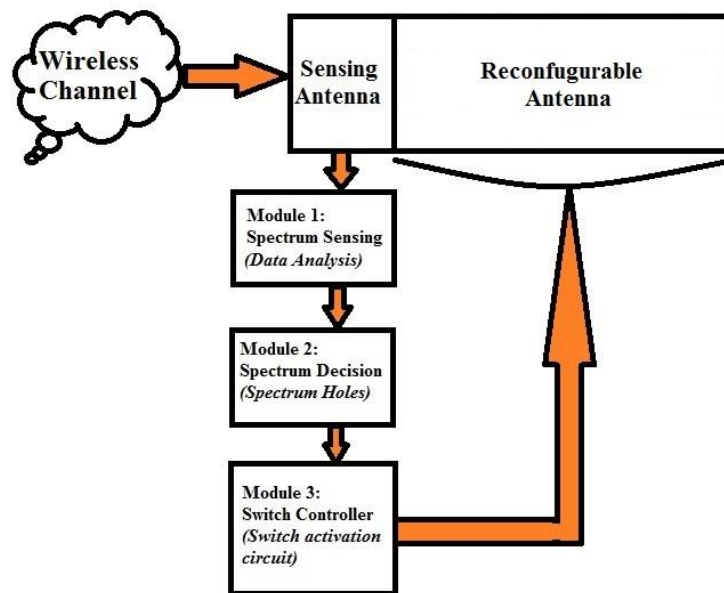 Wireless
Channel
Sensing
Antenna
Reconfugurable
Antenna
Module 1:
Spectrum Sensing
(Data Analysis)
Module 2:
Spectrum Decision
(Spectrum Holes)
Module 3:
Switch Controller
(Switch activation
circuit)